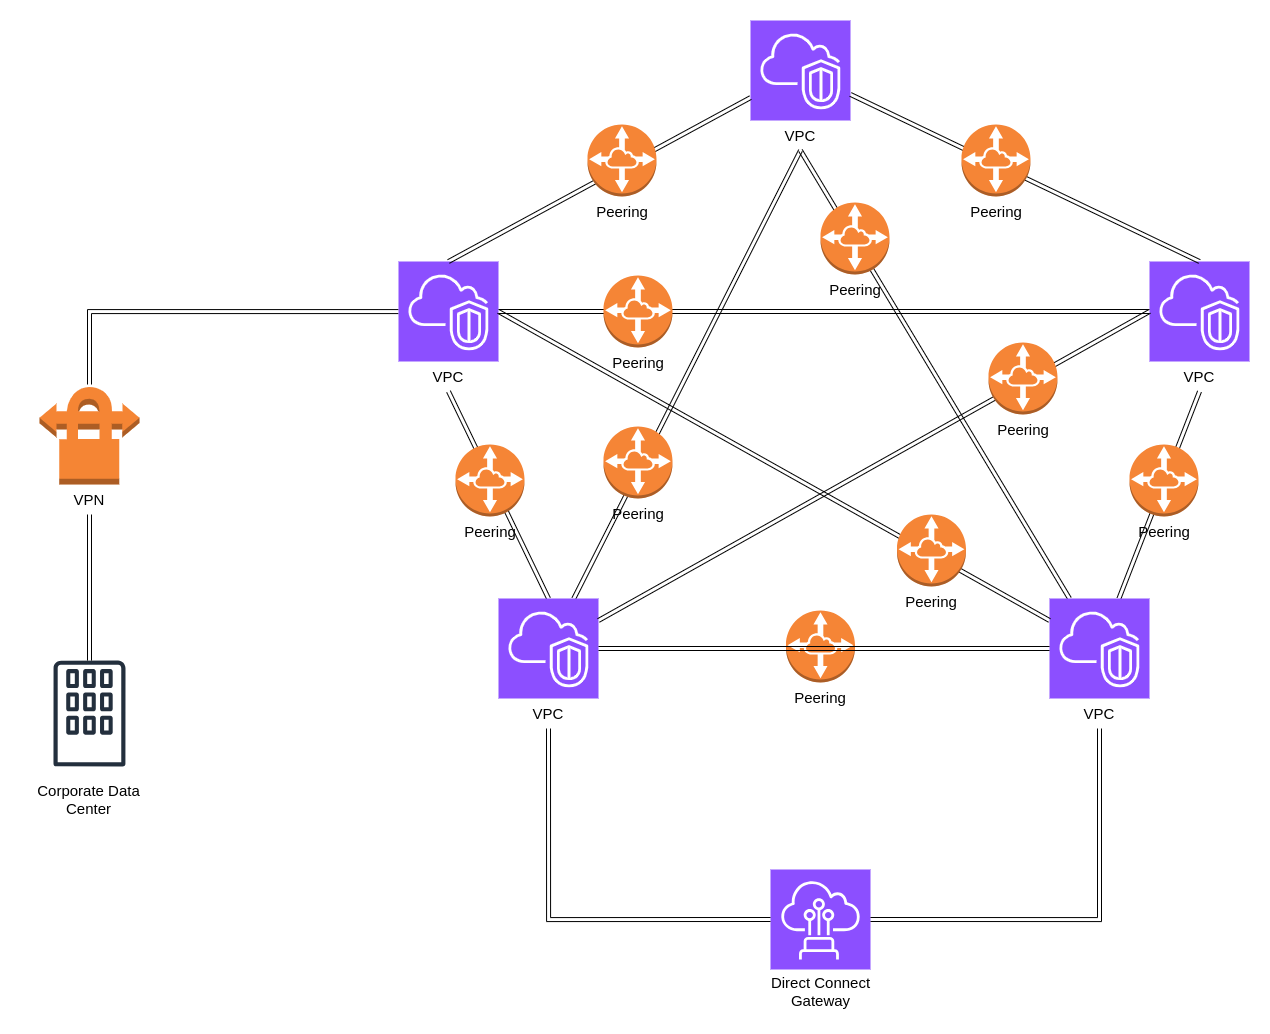 VPC
Peering
Peering
Peering
Peering
VPC
VPC
Peering
Peering
VPN
Peering
Peering
Peering
Peering
Peering
VPC
VPC
Corporate Data
Center
Direct Connect
Gateway